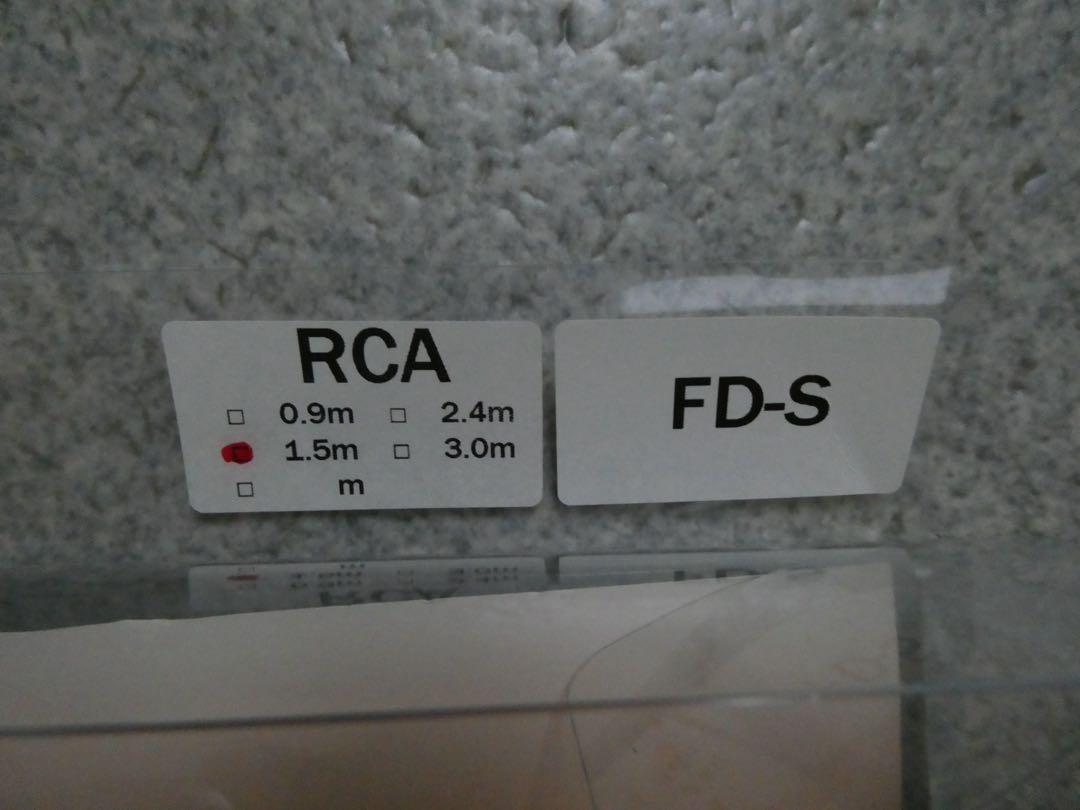 RCA
□ 0.9m □ 2.4m
□ 1.5m □ 3.0m
□ m
FD-S